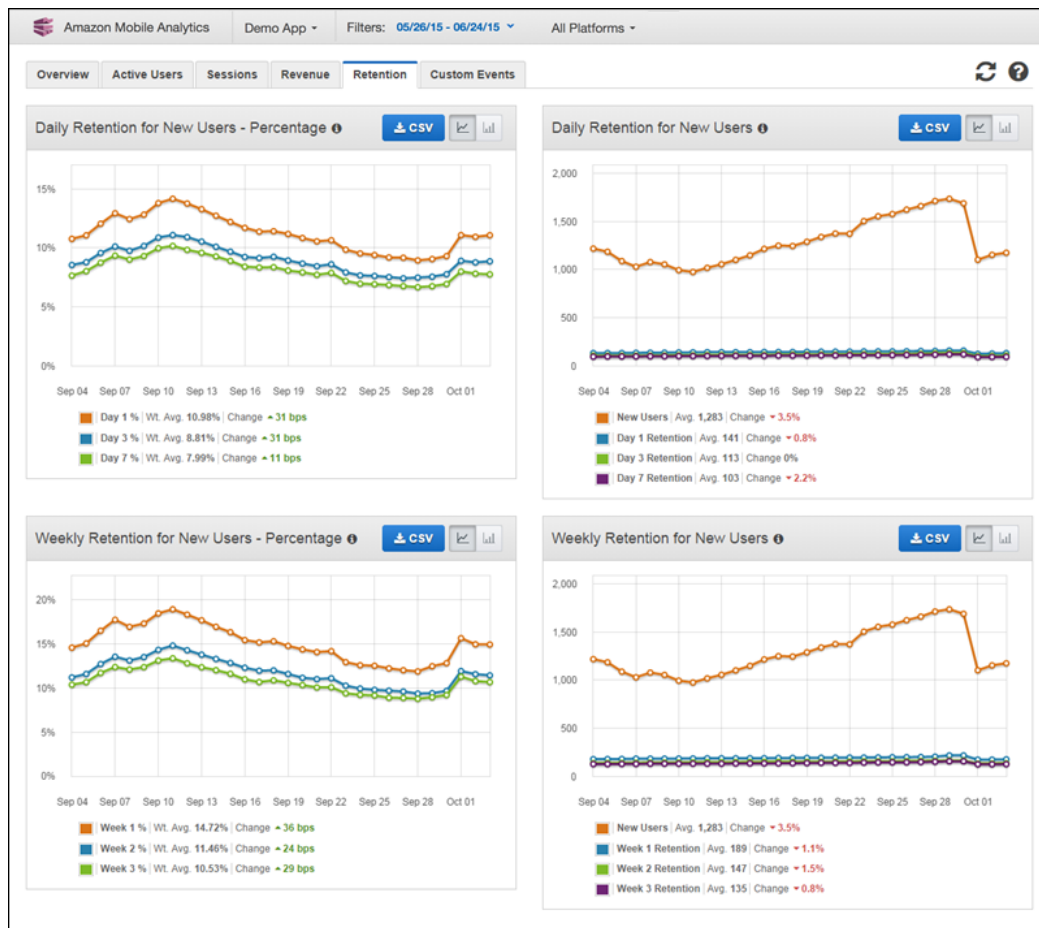 Amazon Mobile Analytics Demo App Filters: 05/26/15 - 06/24/15 All Platforms
Overview Active Users Sessions Revenue Retention Custom Events
Daily Retention for New Users - Percentage CSV
15%
10%
5%
0%
Sep 04 Sep 07 Sep 10 Sep 13 Sep 16 Sep 19 Sep 22 Sep 25 Sep 28 Oct 01
Day 1 % | Wt. Avg. 10.98% | Change 31 bps
Day 3 % | Wt. Avg. 8.81% | Change 31 bps
Day 7 % | Wt. Avg. 7.99% | Change 11 bps
Daily Retention for New Users CSV
2,000
1,500
1,000
500
0
Sep 04 Sep 07 Sep 10 Sep 13 Sep 16 Sep 19 Sep 22 Sep 25 Sep 28 Oct 01
New Users | Avg. 1,283 | Change 3.5%
Day 1 Retention | Avg. 141 | Change 0.8%
Day 3 Retention | Avg. 113 | Change 0%
Day 7 Retention | Avg. 103 | Change 2.2%
Weekly Retention for New Users - Percentage CSV
20%
15%
10%
5%
0%
Sep 04 Sep 07 Sep 10 Sep 13 Sep 16 Sep 19 Sep 22 Sep 25 Sep 28 Oct 01
Week 1 % | Wt. Avg. 14.72% | Change 36 bps
Week 2 % | Wt. Avg. 11.46% | Change 24 bps
Week 3 % | Wt. Avg. 10.53% | Change 29 bps
Weekly Retention for New Users CSV
2,000
1,500
1,000
500
0
Sep 04 Sep 07 Sep 10 Sep 13 Sep 16 Sep 19 Sep 22 Sep 25 Sep 28 Oct 01
New Users | Avg. 1,283 | Change 3.5%
Week 1 Retention | Avg. 189 | Change 1.1%
Week 2 Retention | Avg. 147 | Change 1.5%
Week 3 Retention | Avg. 135 | Change 0.8%